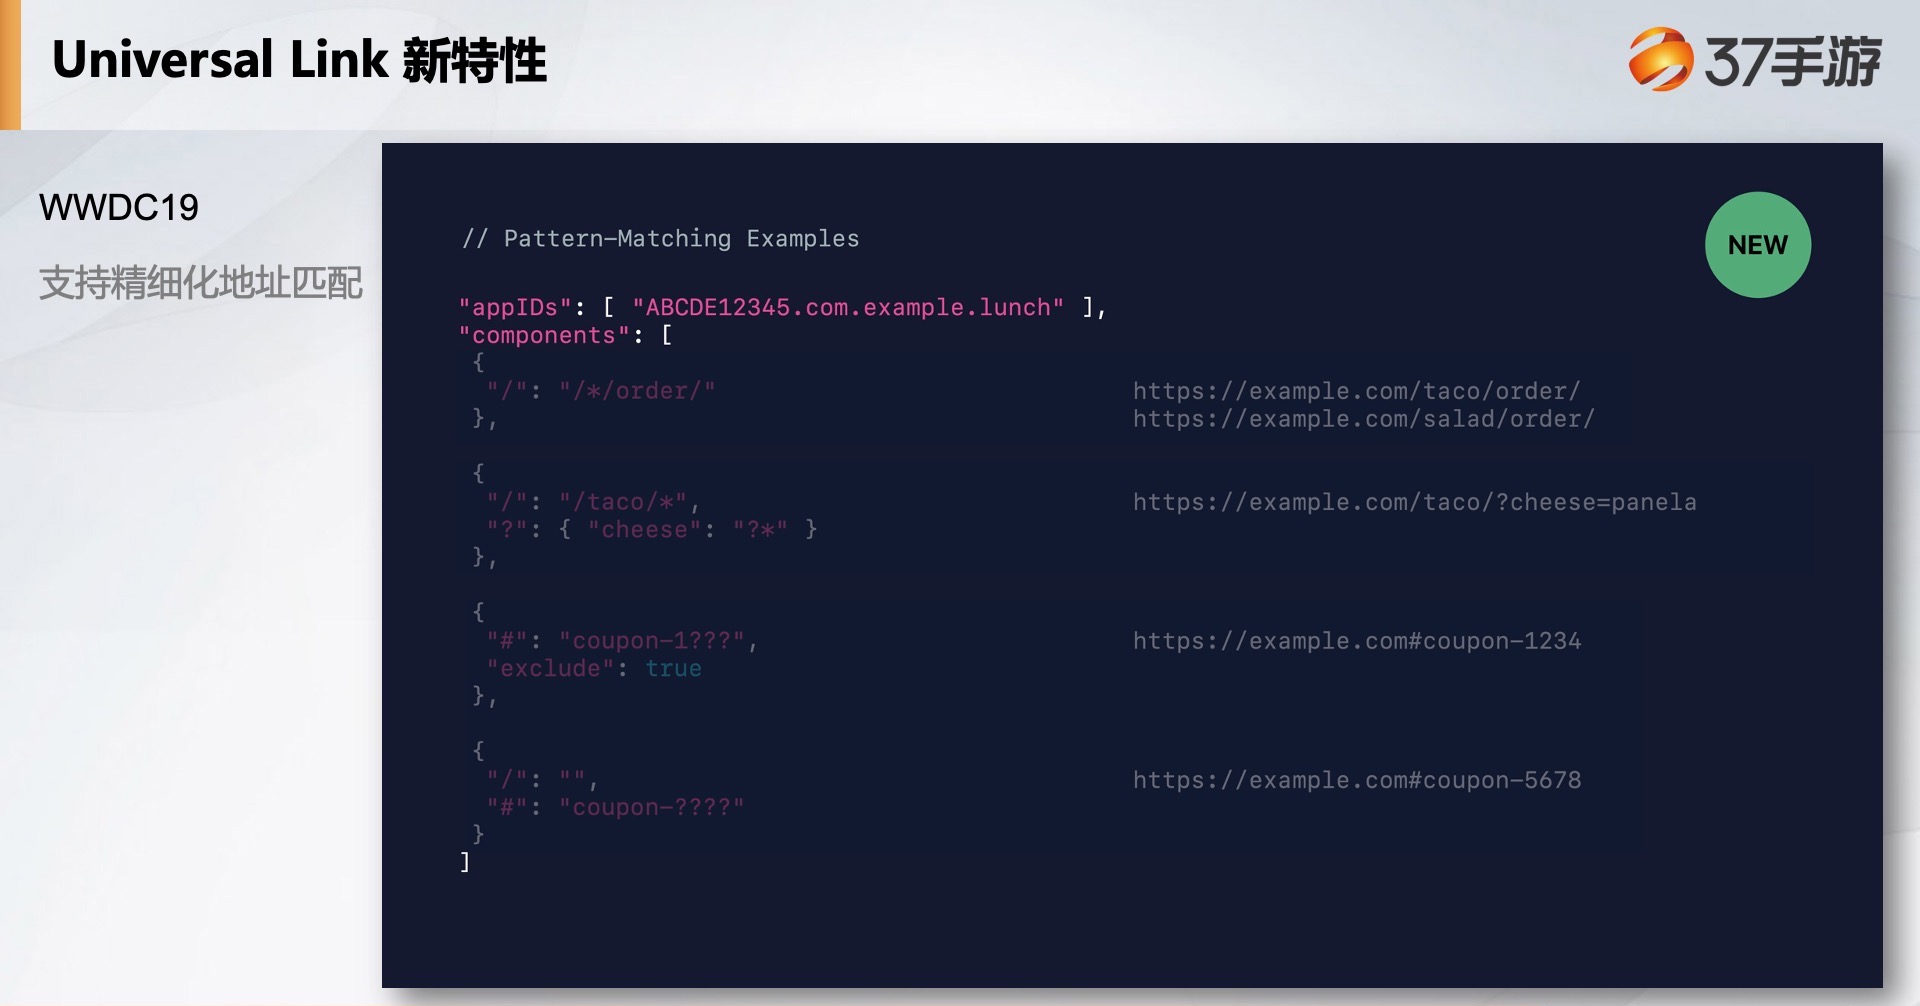 Universal Link 新特性
37手游
WWDC19
支持精细化地址匹配
NEW
// Pattern-Matching Examples
"appIDs": [ "ABCDE12345.com.example.lunch" ],
"components": [
{
"/": "/*/order/" https://example.com/taco/order/
}, https://example.com/salad/order/
{
"/": "/taco/*", https://example.com/taco/?cheese=panela
"?": { "cheese": "?*" }
},
{
"#": "coupon-1???", https://example.com#coupon-1234
"exclude": true
},
{
"/": "", https://example.com#coupon-5678
"#": "coupon-????"
}
]